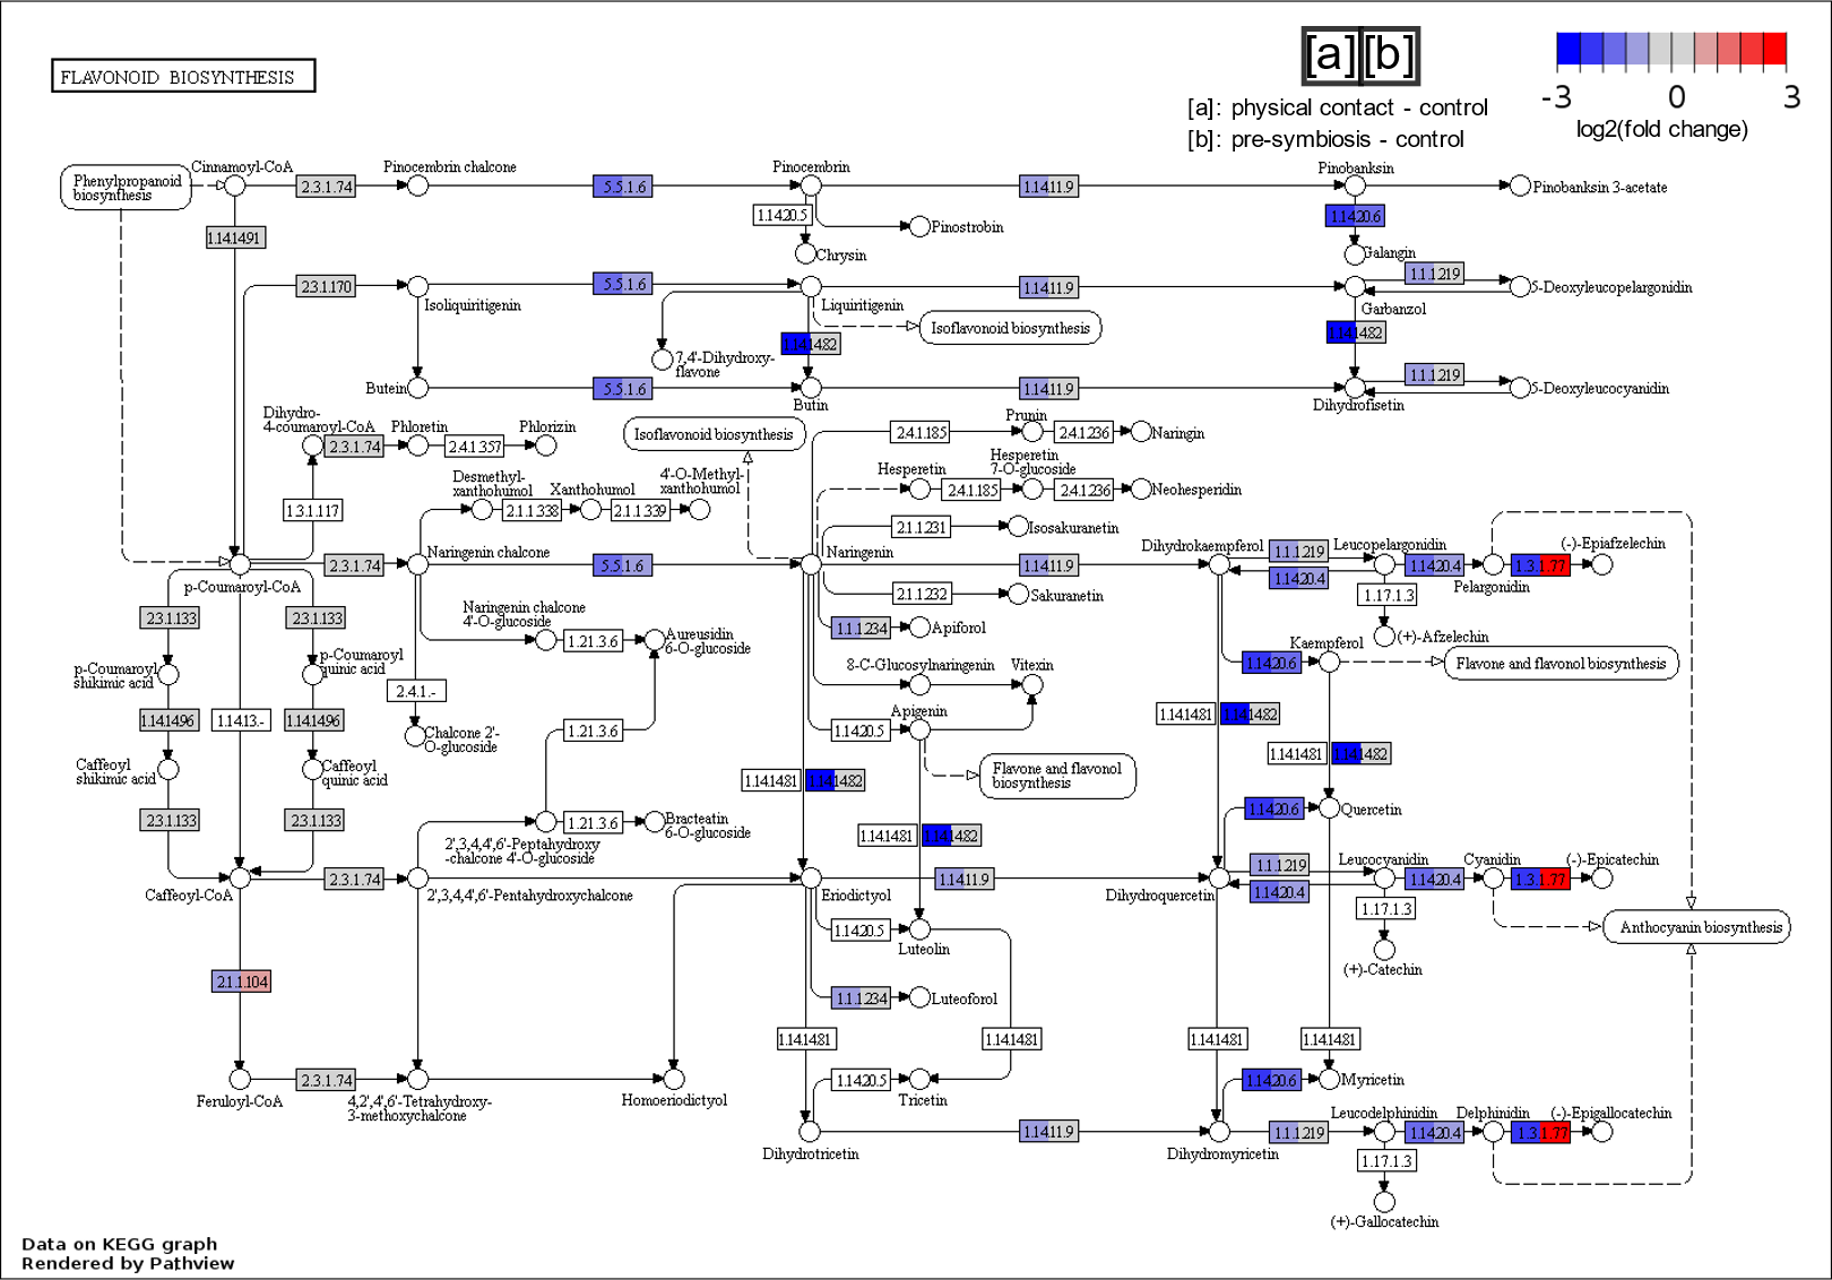 FLAVONOID BIOSYNTHESIS
[a] [b]
[a]: physical contact - control
[b]: pre-symbiosis - control
-3 0 3
log2(fold change)
Phenylpropanoid
biosynthesis
Cinnamoyl-CoA
2.3.1.74
Pinocembrin chalcone
5.5.1.6
Pinocembrin
1.14.11.9
Pinobanksin
Pinobanksin 3-acetate
1.14.14.91
1.14.20.5
Pinostrobin
Chrysin
1.14.20.6
Galangin
2.3.1.170
Isoliquiritigenin
5.5.1.6
Liquiritigenin
1.14.11.9
Garbanzol
1.1.1.219
5-Deoxyleucopelargonidin
Isoflavonoid biosynthesis
1.14.14.82
1.14.14.82
7,4'-Dihydroxy-
flavone
Butein
5.5.1.6
Butin
1.14.11.9
Dihydrofisetin
1.1.1.219
5-Deoxyleucocyanidin
Dihydro-
4-coumaroyl-CoA
2.3.1.74
Phloretin
2.4.1.357
Phlorizin
Isoflavonoid biosynthesis
2.4.1.185
Prunin
2.4.1.236
Naringin
Desmethyl-
xanthohumol
2.1.1.338
Xanthohumol
2.1.1.339
4'-O-Methyl-
xanthohumol
Hesperetin
2.4.1.185
Hesperetin
7-O-glucoside
2.4.1.236
Neohesperidin
1.3.1.117
2.1.1.231
Isosakuranetin
p-Coumaroyl-CoA
2.3.1.74
Naringenin chalcone
5.5.1.6
Naringenin
1.14.11.9
Dihydrokaempferol
1.1.1.219
1.14.20.4
Leucopelargonidin
1.14.20.4
Pelargonidin
1.3.1.77
(-)-Epiafzelechin
2.1.1.232
Sakuranetin
1.17.1.3
(+)-Afzelechin
2.3.1.133
2.3.1.133
Naringenin chalcone
4'-O-glucoside
1.21.3.6
Aureusidin
6-O-glucoside
1.1.1.234
Apiforol
Kaempferol
1.14.20.6
Flavone and flavonol biosynthesis
p-Coumaroyl
shikimic acid
p-Coumaroyl
quinic acid
8-C-Glucosylnaringenin
Vitexin
2.4.1.-
1.14.14.96
1.14.13.-
1.14.14.96
Chalcone 2'-
O-glucoside
1.21.3.6
1.14.20.5
Apigenin
1.14.14.81
1.14.14.82
1.14.14.81
1.14.14.82
Caffeoyl
shikimic acid
Caffeoyl
quinic acid
1.14.14.81
1.14.14.82
Flavone and flavonol
biosynthesis
2.3.1.133
2.3.1.133
1.21.3.6
Bracteatin
6-O-glucoside
1.14.14.81
1.14.14.82
1.14.20.6
Quercetin
2',3,4,4',6'-Peptahydroxy
-chalcone 4'-O-glucoside
Caffeoyl-CoA
2.3.1.74
2',3,4,4',6'-Pentahydroxychalcone
Eriodictyol
1.14.11.9
Dihydroquercetin
1.1.1.219
1.14.20.4
Leucocyanidin
1.14.20.4
Cyanidin
1.3.1.77
(-)-Epicatechin
1.14.20.5
Luteolin
1.17.1.3
(+)-Catechin
Anthocyanin biosynthesis
2.1.1.104
1.1.1.234
Luteoforol
1.14.14.81
1.14.14.81
1.14.14.81
1.14.14.81
Feruloyl-CoA
2.3.1.74
4,2',4',6'-Tetrahydroxy-
3-methoxychalcone
Homoeriodictyol
1.14.20.5
Tricetin
1.14.20.6
Myricetin
Dihydrotricetin
1.14.11.9
Dihydromyricetin
1.1.1.219
Leucodelphinidin
1.14.20.4
Delphinidin
1.3.1.77
(-)-Epigallocatechin
1.17.1.3
(+)-Gallocatechin
Data on KEGG graph
Rendered by Pathview